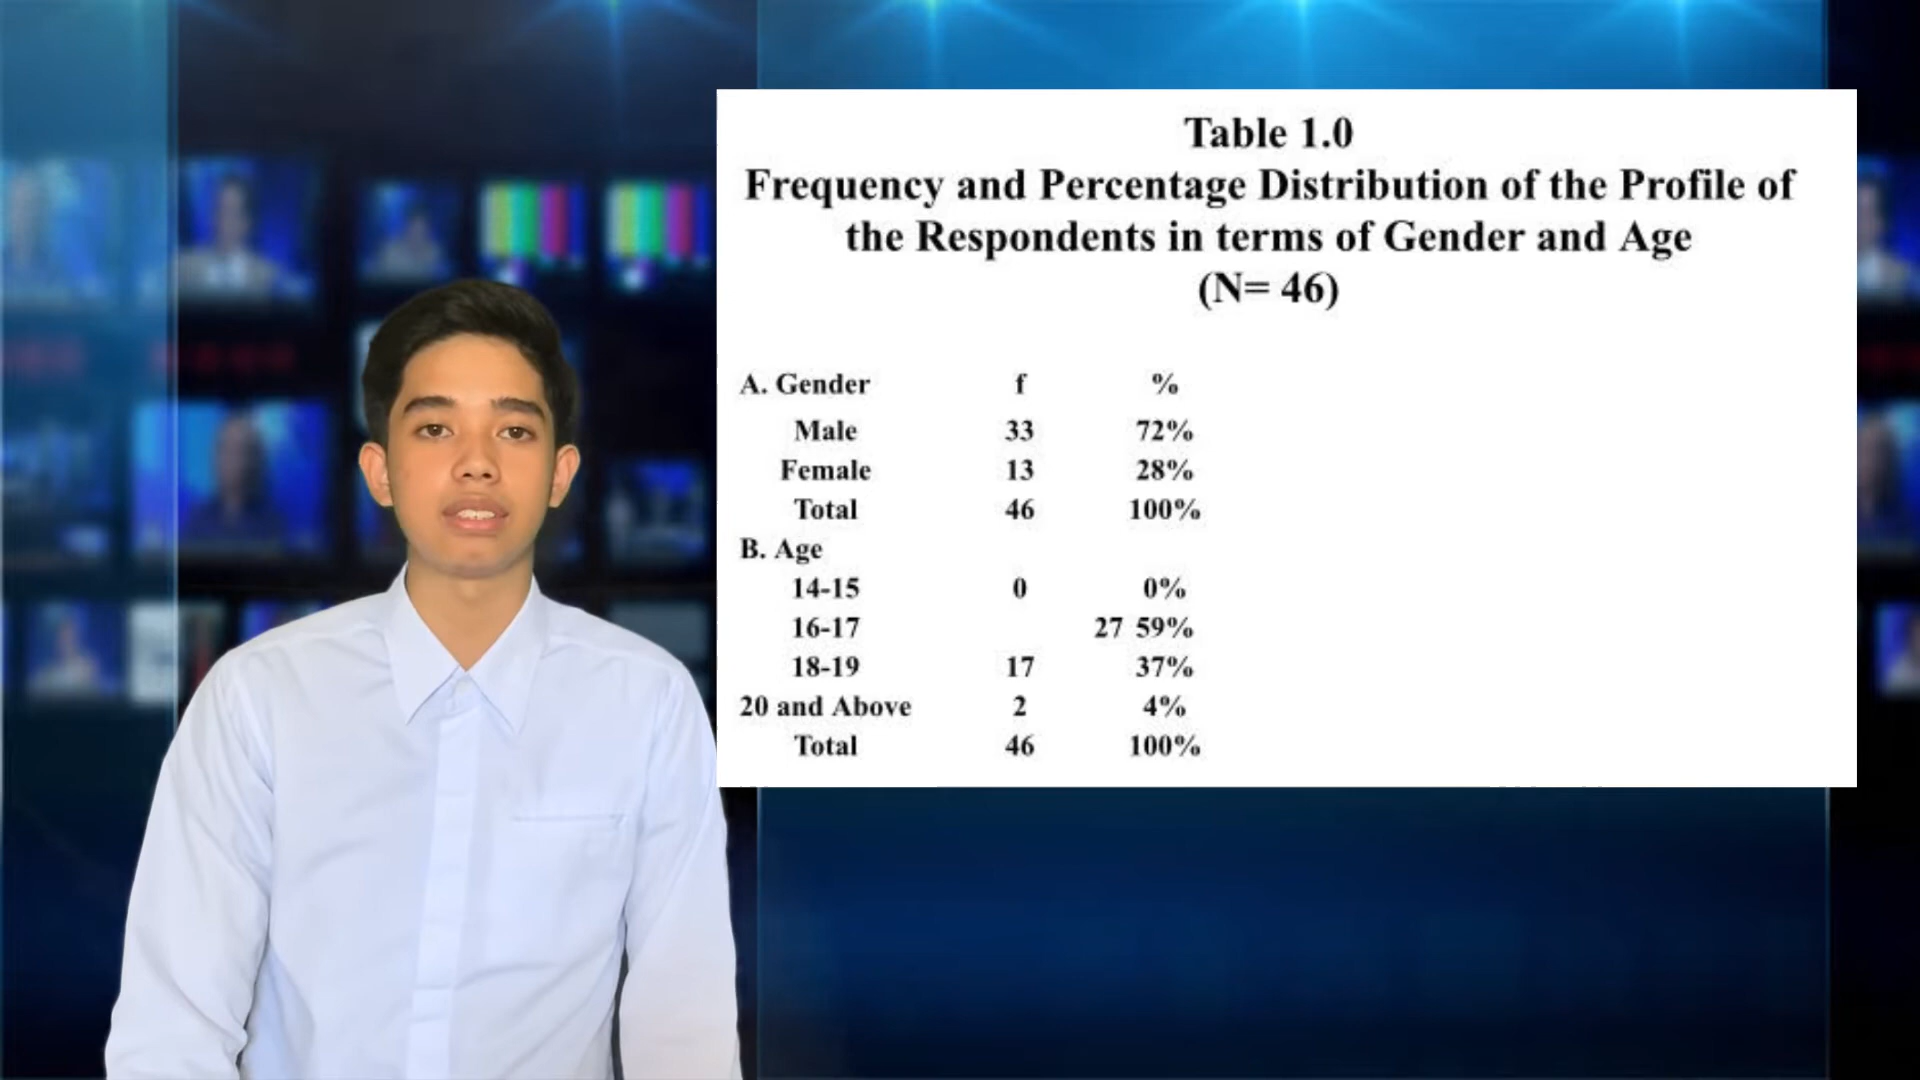 Table 1.0
Frequency and Percentage Distribution of the Profile of
the Respondents in terms of Gender and Age
(N= 46)
A. Gender f %
Male 33 72%
Female 13 28%
Total 46 100%
B. Age
14-15 0 0%
16-17 27 59%
18-19 17 37%
20 and Above 2 4%
Total 46 100%